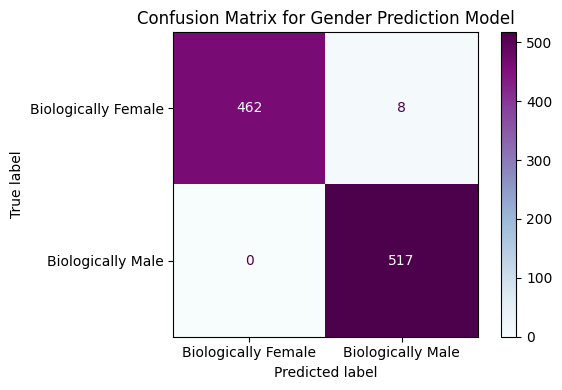 Confusion Matrix for Gender Prediction Model
True label
Biologically Female
462
8
Biologically Male
0
517
Biologically Female
Biologically Male
Predicted label
500
400
300
200
100
0